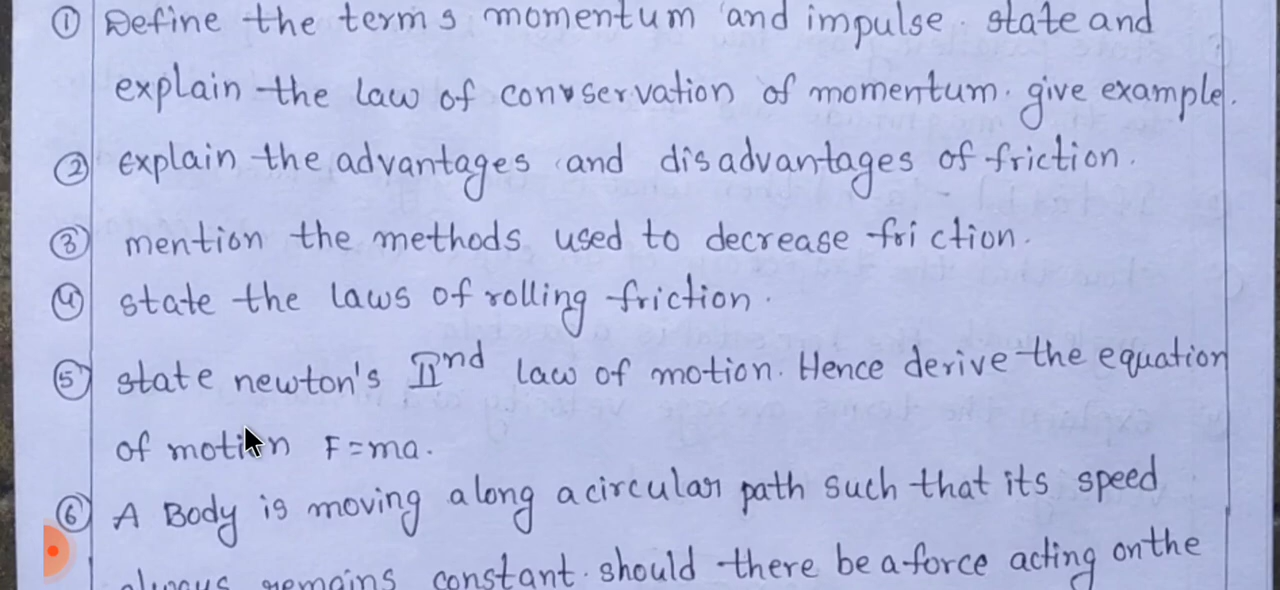 ① Define the terms momentum and impulse. state and
explain the law of conservation of momentum. give example.
② explain the advantages and disadvantages of friction.
③ mention the methods used to decrease friction.
④ state the laws of rolling friction.
⑤ state newton's IInd law of motion. Hence derive the equation
of motion F=ma.
⑥ A Body is moving along a circular path such that its speed
always remains constant. should there be a force acting on the